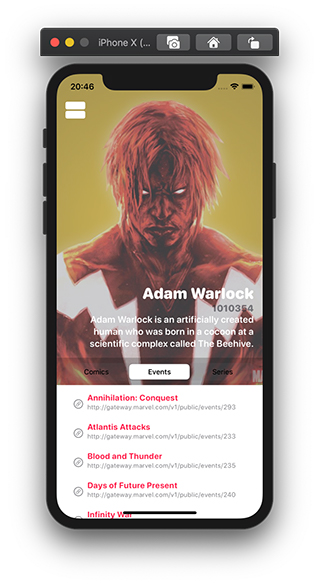 iPhone X (...
20:46
Adam Warlock
1010354
Adam Warlock is an artificially created
human who was born in a cocoon at a
scientific complex called The Beehive.
Comics Events Series
Annihilation: Conquest
http://gateway.marvel.com/v1/public/events/293
Atlantis Attacks
http://gateway.marvel.com/v1/public/events/233
Blood and Thunder
http://gateway.marvel.com/v1/public/events/235
Days of Future Present
http://gateway.marvel.com/v1/public/events/240
Infinity War